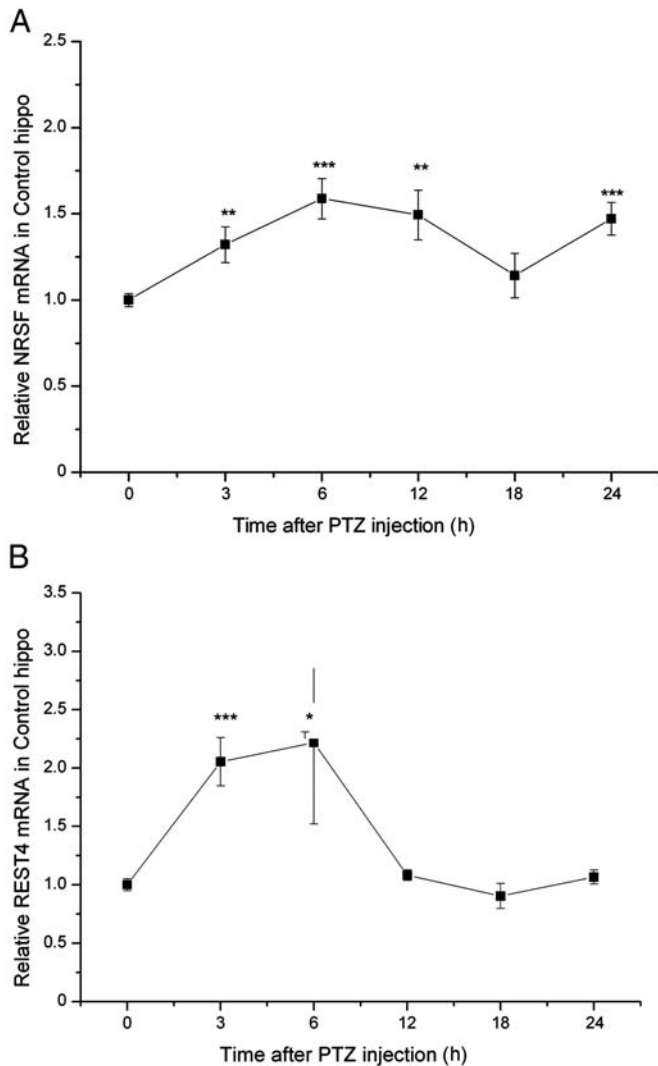 A
2.5
2.0
1.5
1.0
0.5
0
Relative NRSF mRNA in Control hippo
**
***
**
***
0 3 6 12 18 24
Time after PTZ injection (h)
B
3.5
3.0
2.5
2.0
1.5
1.0
0.5
0
Relative REST4 mRNA in Control hippo
***
*
0 3 6 12 18 24
Time after PTZ injection (h)